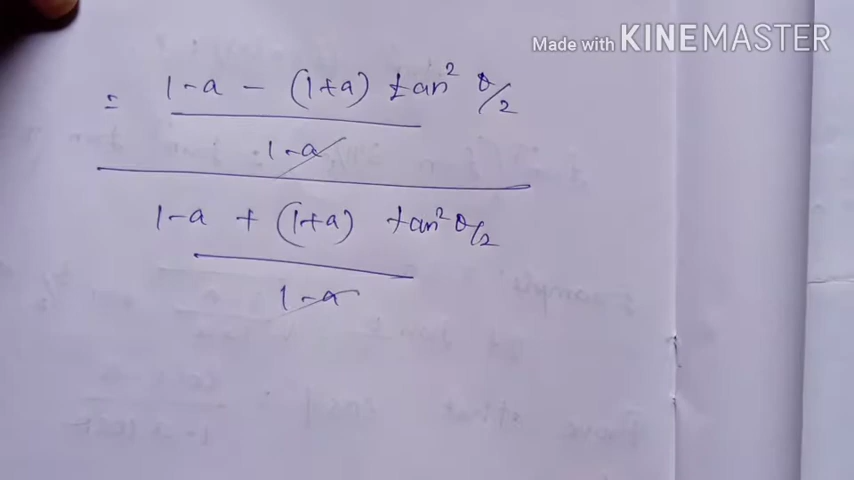 Made with KINEMASTER
= 1-a - (1+a) tan² θ/2
1-a
1-a + (1+a) tan² θ/2
1-a